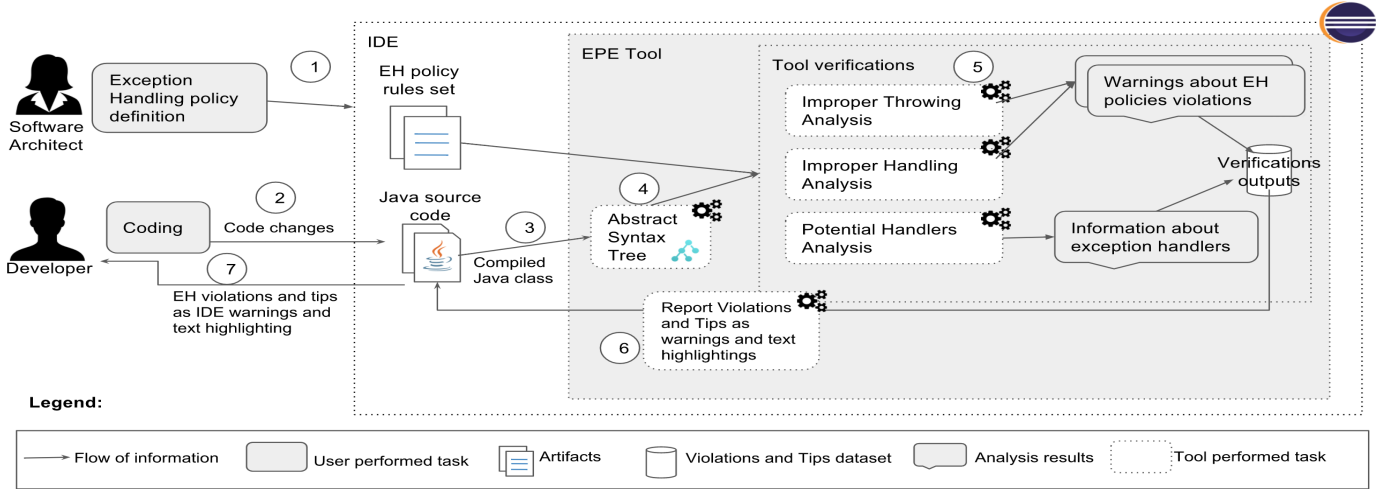 IDE
EPE Tool
1
Exception
Handling policy
definition
Software
Architect
EH policy
rules set
Tool verifications
5
Improper Throwing
Analysis
Improper Handling
Analysis
Potential Handlers
Analysis
Warnings about EH
policies violations
Verifications
outputs
Information about
exception handlers
Developer
Coding
2
Code changes
Java source
code
3
Compiled
Java class
4
Abstract
Syntax
Tree
7
EH violations and tips
as IDE warnings and
text highlighting
6
Report Violations
and Tips as
warnings and text
highlightings
Legend:
Flow of information
User performed task
Artifacts
Violations and Tips dataset
Analysis results
Tool performed task